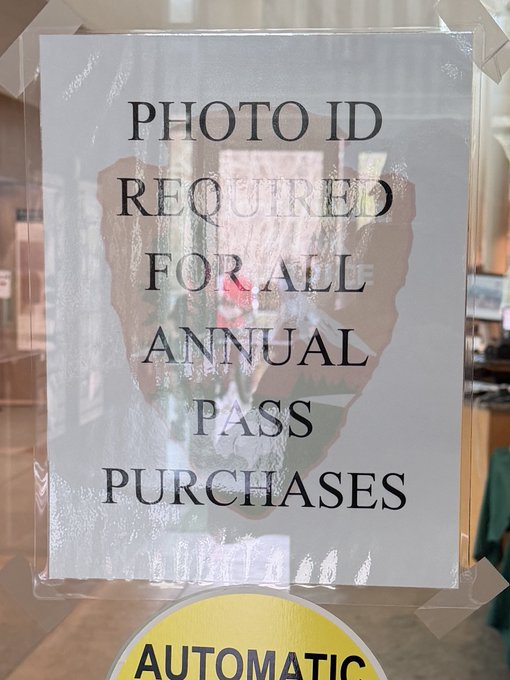 PHOTO ID
REQUIRED
FOR ALL
ANNUAL
PASS
PURCHASES
AUTOMATIC